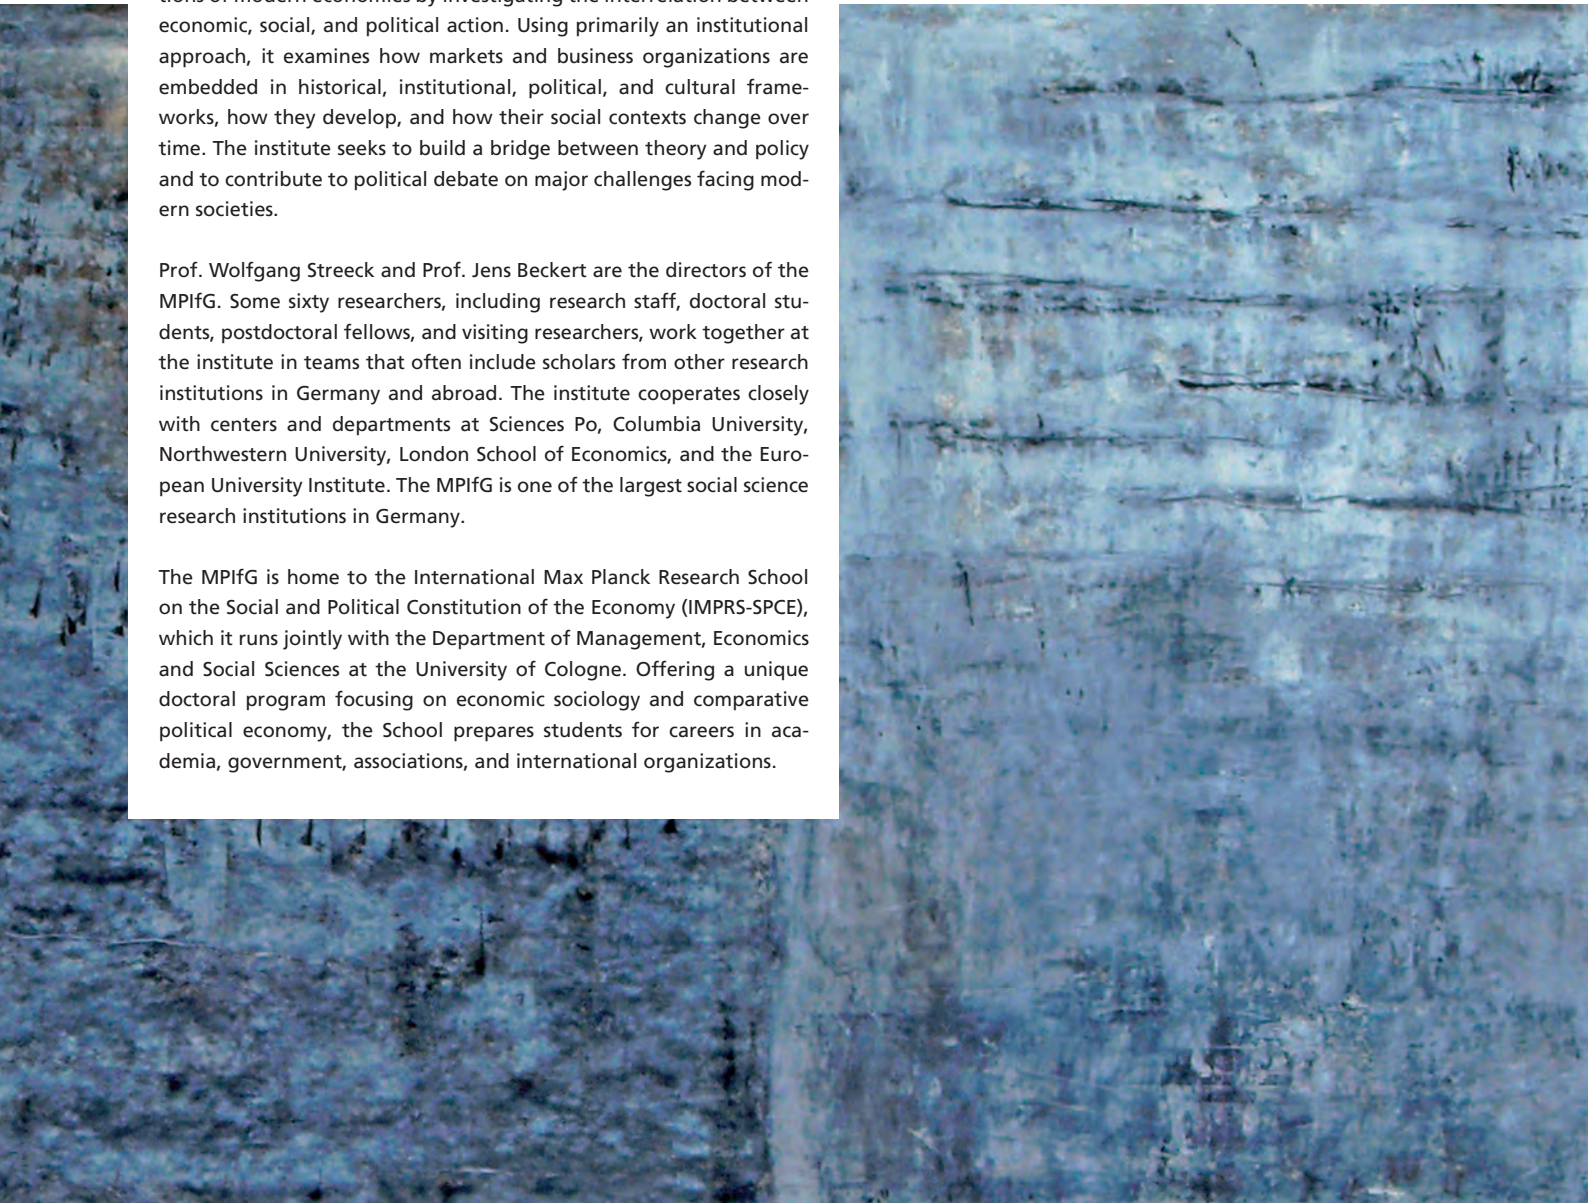 tions of modern economies by investigating the interrelation between
economic, social, and political action. Using primarily an institutional
approach, it examines how markets and business organizations are
embedded in historical, institutional, political, and cultural frame-
works, how they develop, and how their social contexts change over
time. The institute seeks to build a bridge between theory and policy
and to contribute to political debate on major challenges facing mod-
ern societies.
Prof. Wolfgang Streeck and Prof. Jens Beckert are the directors of the
MPIfG. Some sixty researchers, including research staff, doctoral stu-
dents, postdoctoral fellows, and visiting researchers, work together at
the institute in teams that often include scholars from other research
institutions in Germany and abroad. The institute cooperates closely
with centers and departments at Sciences Po, Columbia University,
Northwestern University, London School of Economics, and the Euro-
pean University Institute. The MPIfG is one of the largest social science
research institutions in Germany.
The MPIfG is home to the International Max Planck Research School
on the Social and Political Constitution of the Economy (IMPRS-SPCE),
which it runs jointly with the Department of Management, Economics
and Social Sciences at the University of Cologne. Offering a unique
doctoral program focusing on economic sociology and comparative
political economy, the School prepares students for careers in aca-
demia, government, associations, and international organizations.